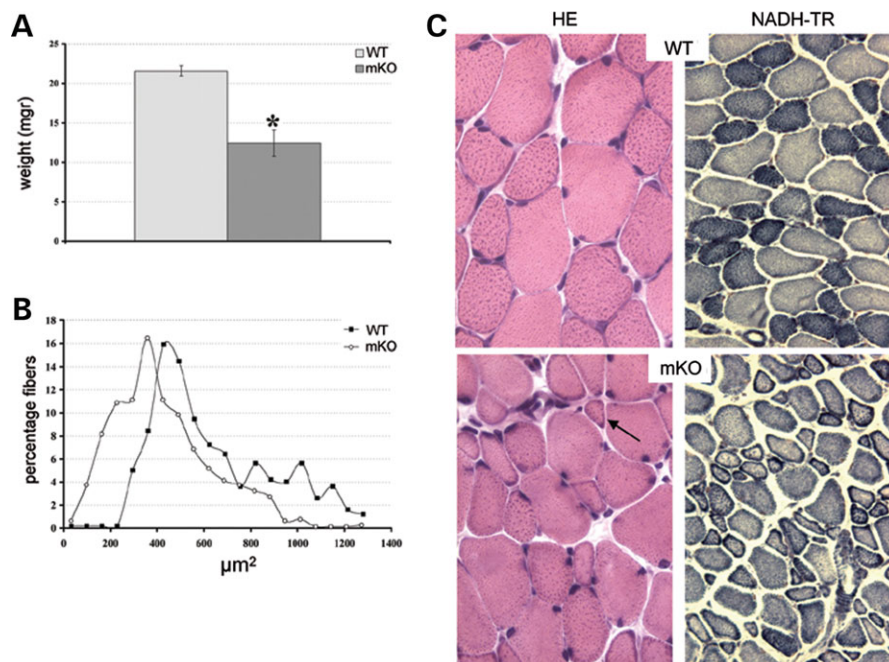 A
weight (mgr)
25
20
15
10
5
0
WT
mKO
*
B
percentage fibers
18
16
14
12
10
8
6
4
2
0
WT
mKO
0 200 400 600 800 1000 1200 1400
µm²
C
HE NADH-TR
WT
mKO